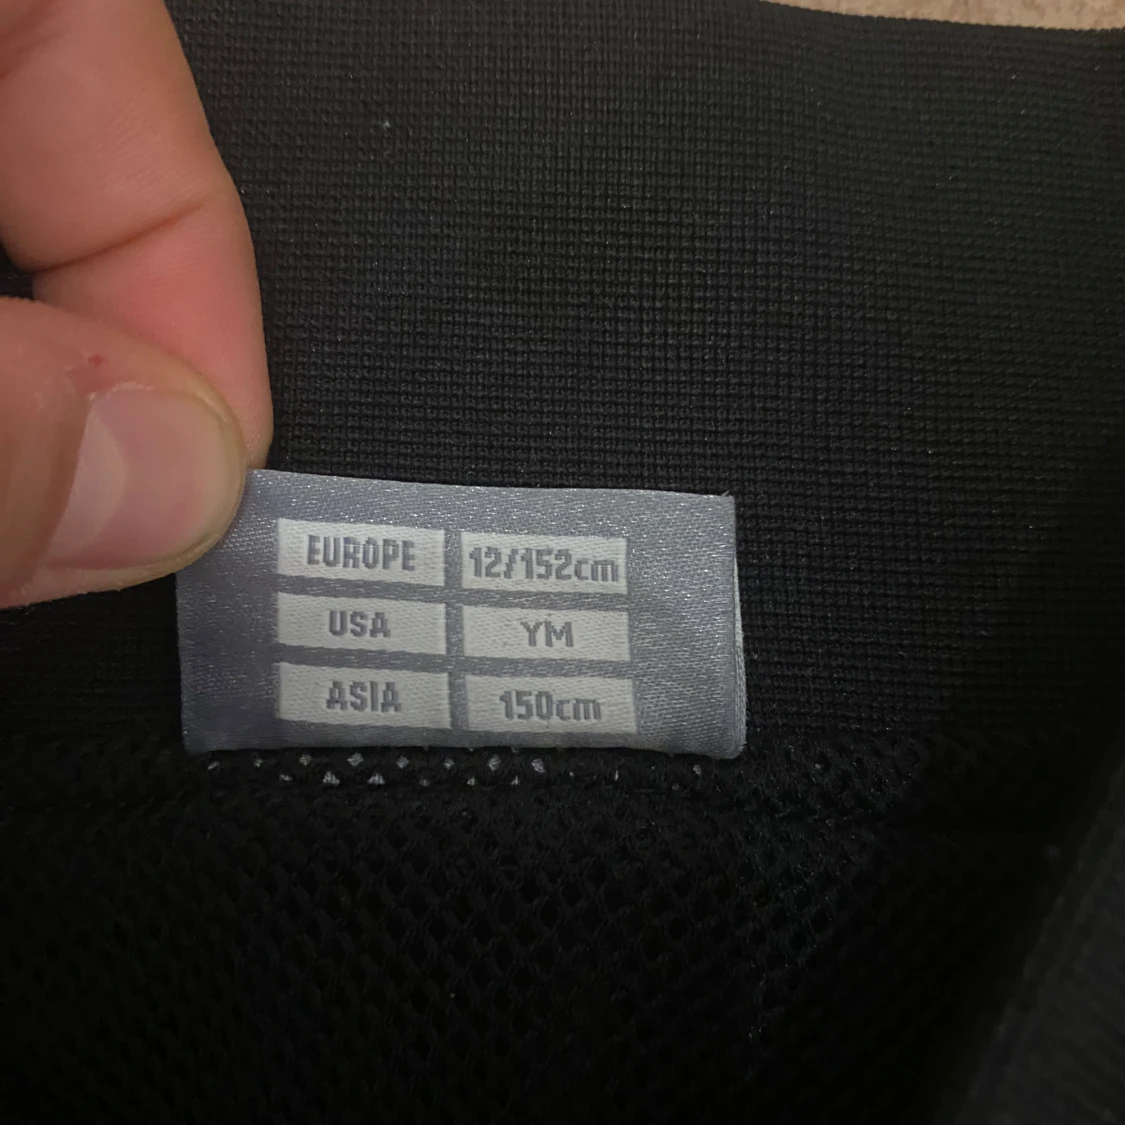 EUROPE 12/152cm
USA YM
ASIA 150cm